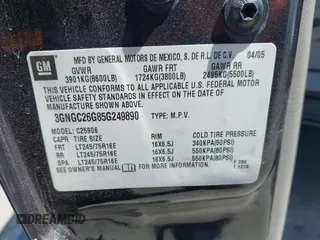 GM
MFD BY GENERAL MOTORS DE MEXICO, S. DE R.L. DE C.V. 04/05
GVWR GAWR FRT GAWR RR
3901KG(8600LB) 1724KG(3800LB) 2495KG(5500LB)
THIS VEHICLE CONFORMS TO ALL APPLICABLE U.S. FEDERAL MOTOR
VEHICLE SAFETY STANDARDS IN EFFECT ON THE DATE OF
MANUFACTURE SHOWN ABOVE.
3GNGC26G85G249890 TYPE: M.P.V.
MODEL: C25906
TIRE SIZE RIM COLD TIRE PRESSURE
FRT LT245/75R16E 16X6.5J 340KPA(50PSI)
RR LT245/75R16E 16X6.5J 550KPA(80PSI)
SPA LT245/75R16E 16X6.5J 550KPA(80PSI)
SEE OWNER'S MANUAL FOR MORE INFORMATION
AUTOBIDMASTER